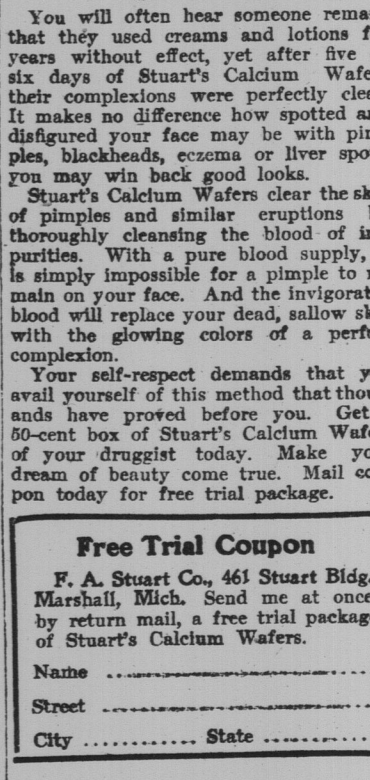 You will often hear someone rema
that they used creams and lotions f
years without effect, yet after five
six days of Stuart's Calcium Wafe
their complexions were perfectly clea
It makes no difference how spotted a
disfigured your face may be with pim
ples, blackheads, eczema or liver spo
you may win back good looks.
Stuart's Calcium Wafers clear the sk
of pimples and similar eruptions
thoroughly cleansing the blood of i
purities. With a pure blood supply,
is simply impossible for a pimple to r
main on your face. And the invigorat
blood will replace your dead, sallow sk
with the glowing colors of a perfe
complexion.
Your self-respect demands that y
avail yourself of this method that thou
ands have proved before you. Get
50-cent box of Stuart's Calcium Wafe
of your druggist today. Make yo
dream of beauty come true. Mail co
pon today for free trial package.
Free Trial Coupon
F. A. Stuart Co., 461 Stuart Bldg.
Marshall, Mich. Send me at once
by return mail, a free trial packag
of Stuart's Calcium Wafers.
Name
Street
City ............ State ............